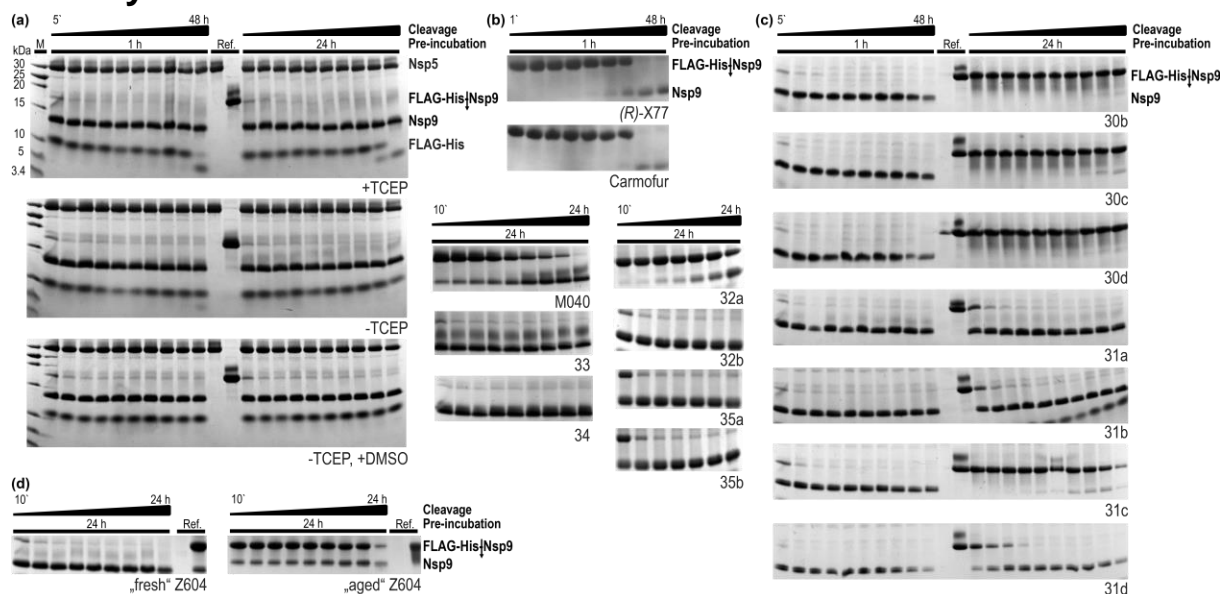 (a)
5` 48 h Cleavage
M 1 h Ref. 24 h Pre-incubation
kDa
30 Nsp5
25
20
15 FLAG-His↓Nsp9
Nsp9
10
5 FLAG-His
3.4
+TCEP
-TCEP
-TCEP, +DMSO
(b)
1` 48 h Cleavage
1 h Pre-incubation
FLAG-His↓Nsp9
Nsp9
(R)-X77
Carmofur
10` 24 h
24 h
M040
33
34
10` 24 h
24 h
32a
32b
35a
35b
(c)
5` 48 h Cleavage
1 h Ref. 24 h Pre-incubation
FLAG-His↓Nsp9
Nsp9
30b
30c
30d
31a
31b
31c
31d
(d)
10` 24 h 10` 24 h Cleavage
24 h Ref. 24 h Ref. Pre-incubation
FLAG-His↓Nsp9
Nsp9
„fresh“ Z604 „aged“ Z604